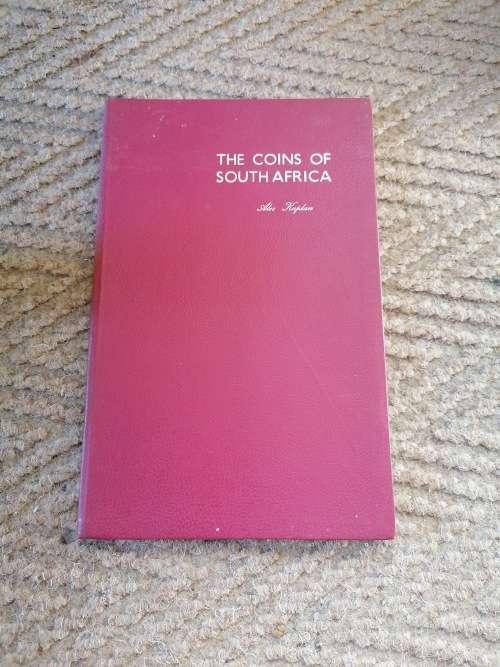 THE COINS OF
SOUTH AFRICA
Alec Kaplan